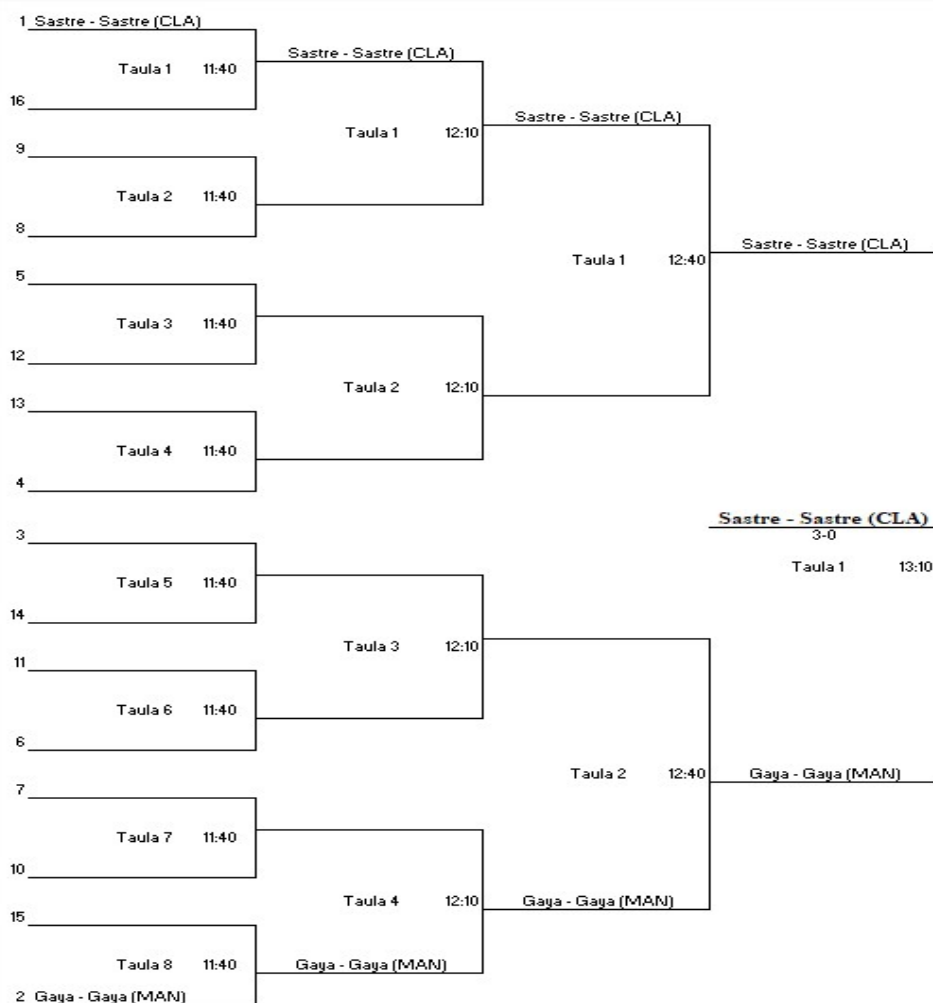 1 Sastre - Sastre (CLA)
Sastre - Sastre (CLA)
Taula 1 11:40
16
Sastre - Sastre (CLA)
Taula 1 12:10
9
Taula 2 11:40
8
Sastre - Sastre (CLA)
Taula 1 12:40
5
Taula 3 11:40
12
Taula 2 12:10
13
Taula 4 11:40
4
Sastre - Sastre (CLA)
3-0
Taula 1 13:10
3
Taula 5 11:40
14
Taula 3 12:10
11
Taula 6 11:40
6
Taula 2 12:40
Gaya - Gaya (MAN)
7
Taula 7 11:40
10
Taula 4 12:10
Gaya - Gaya (MAN)
15
Taula 8 11:40
Gaya - Gaya (MAN)
2 Gaya - Gaya (MAN)